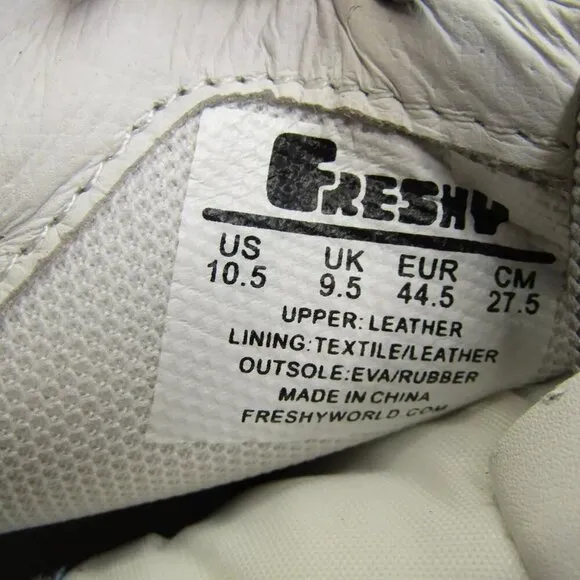 FRESHY
US UK EUR CM
10.5 9.5 44.5 27.5
UPPER: LEATHER
LINING:TEXTILE/LEATHER
OUTSOLE:EVA/RUBBER
MADE IN CHINA
FRESHYWORLD.COM